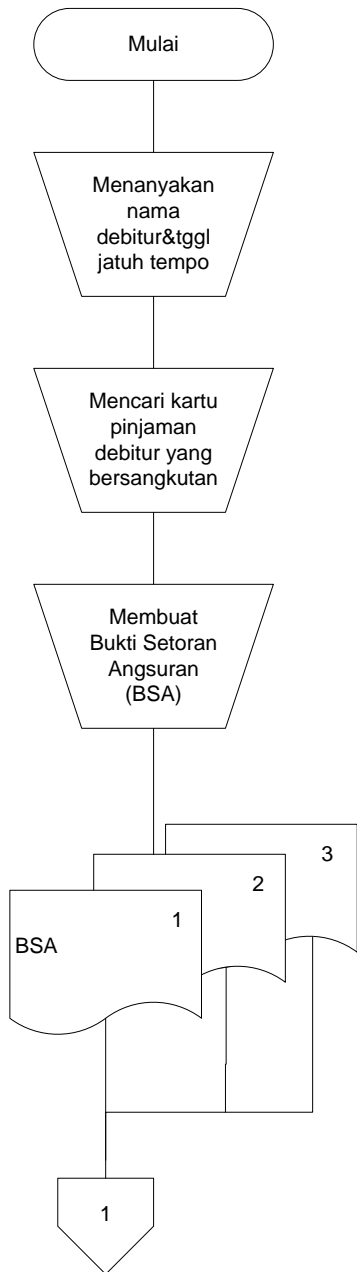 Mulai
Menanyakan
nama
debitur&tggl
jatuh tempo
Mencari kartu
pinjaman
debitur yang
bersangkutan
Membuat
Bukti Setoran
Angsuran
(BSA)
3
2
1
BSA
1